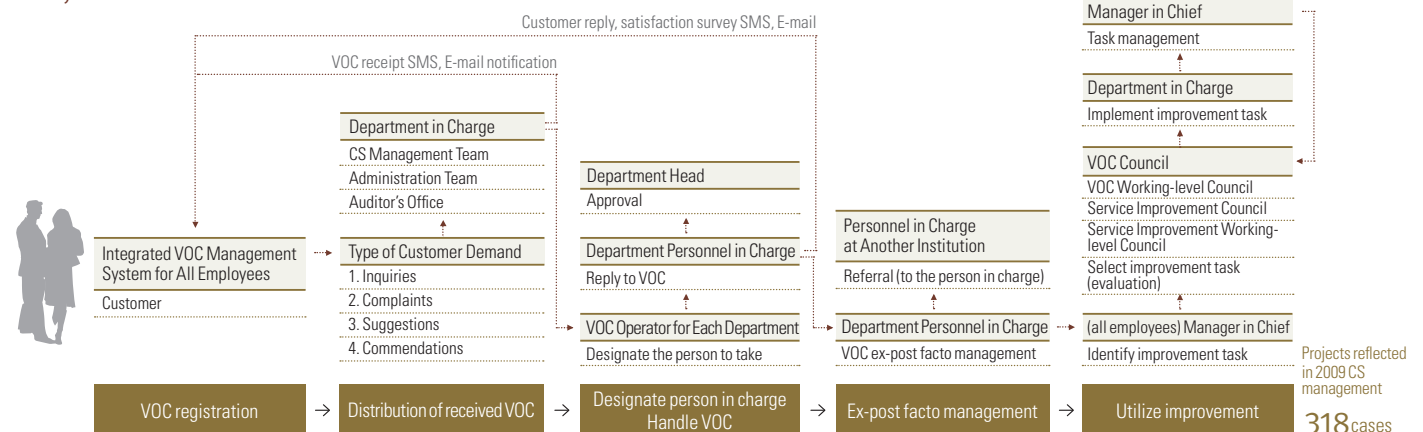 Customer reply, satisfaction survey SMS, E-mail
VOC receipt SMS, E-mail notification
Integrated VOC Management
System for All Employees
Customer
VOC registration
Department in Charge
CS Management Team
Administration Team
Auditor's Office
Type of Customer Demand
1. Inquiries
2. Complaints
3. Suggestions
4. Commendations
Distribution of received VOC
Department Head
Approval
Department Personnel in Charge
Reply to VOC
VOC Operator for Each Department
Designate the person to take
Designate person in charge
Handle VOC
Personnel in Charge
at Another Institution
Referral (to the person in charge)
Department Personnel in Charge
VOC ex-post facto management
Ex-post facto management
Manager in Chief
Task management
Department in Charge
Implement improvement task
VOC Council
VOC Working-level Council
Service Improvement Council
Service Improvement Working-
level Council
Select improvement task
(evaluation)
(all employees) Manager in Chief
Identify improvement task
Utilize improvement
Projects reflected
in 2009 CS
management
318 cases